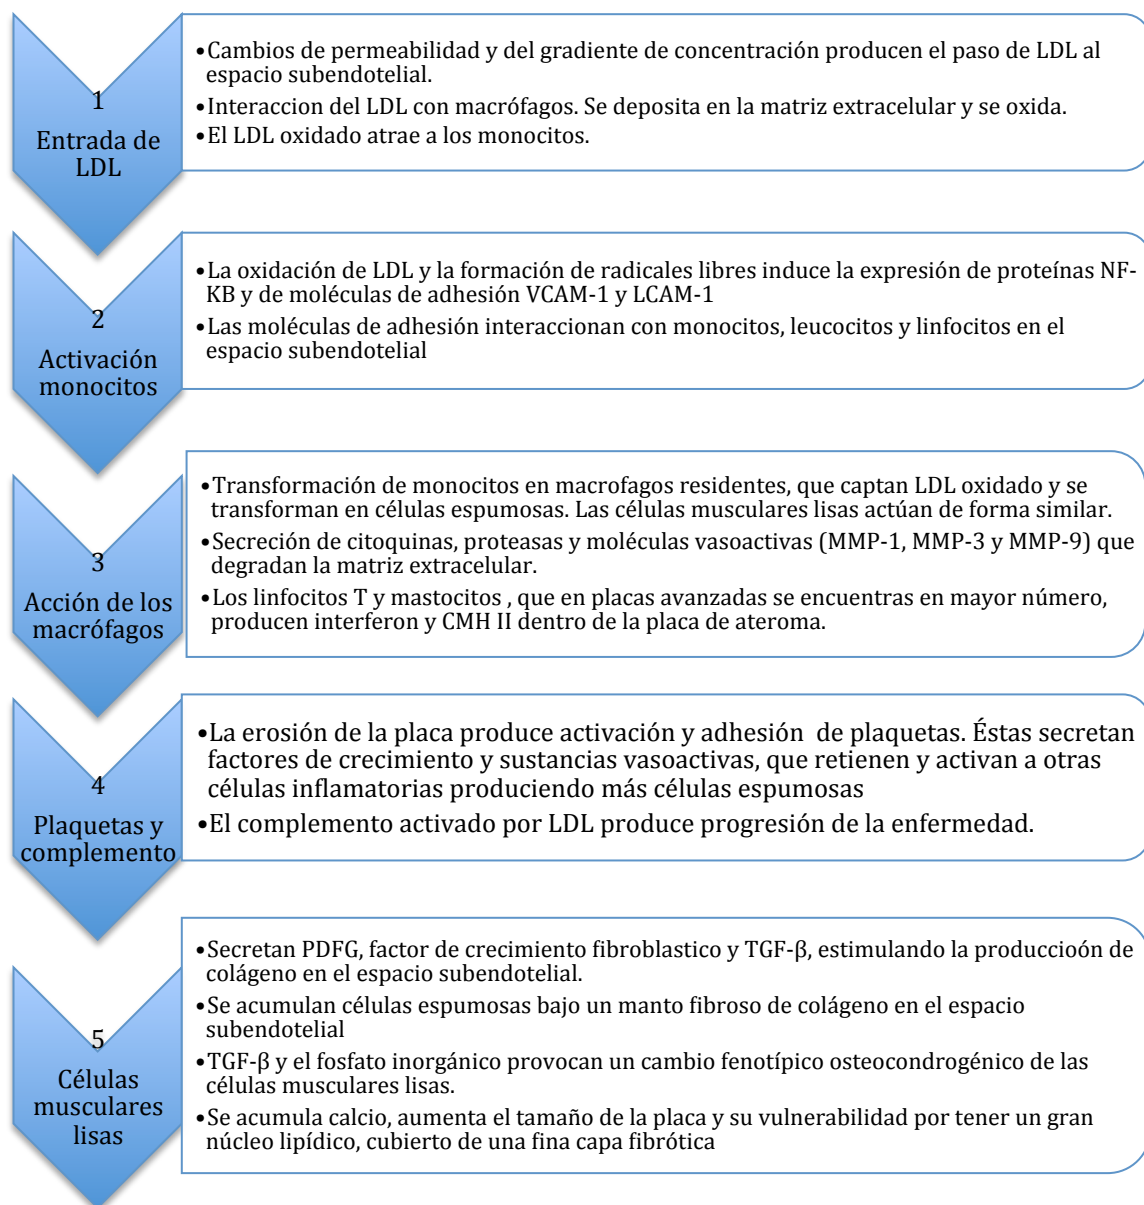 1
Entrada de
LDL
•Cambios de permeabilidad y del gradiente de concentración producen el paso de LDL al
espacio subendotelial.
•Interaccion del LDL con macrófagos. Se deposita en la matriz extracelular y se oxida.
•El LDL oxidado atrae a los monocitos.
2
Activación
monocitos
•La oxidación de LDL y la formación de radicales libres induce la expresión de proteínas NF-
KB y de moléculas de adhesión VCAM-1 y LCAM-1
•Las moléculas de adhesión interaccionan con monocitos, leucocitos y linfocitos en el
espacio subendotelial
3
Acción de los
macrófagos
•Transformación de monocitos en macrofagos residentes, que captan LDL oxidado y se
transforman en células espumosas. Las células musculares lisas actúan de forma similar.
•Secreción de citoquinas, proteasas y moléculas vasoactivas (MMP-1, MMP-3 y MMP-9) que
degradan la matriz extracelular.
•Los linfocitos T y mastocitos , que en placas avanzadas se encuentras en mayor número,
producen interferon y CMH II dentro de la placa de ateroma.
4
Plaquetas y
complemento
•La erosión de la placa produce activación y adhesión de plaquetas. Éstas secretan
factores de crecimiento y sustancias vasoactivas, que retienen y activan a otras
células inflamatorias produciendo más células espumosas
•El complemento activado por LDL produce progresión de la enfermedad.
5
Células
musculares
lisas
•Secretan PDFG, factor de crecimiento fibroblastico y TGF-β, estimulando la produccioón de
colágeno en el espacio subendotelial.
•Se acumulan células espumosas bajo un manto fibroso de colágeno en el espacio
subendotelial
•TGF-β y el fosfato inorgánico provocan un cambio fenotípico osteocondrogénico de las
células musculares lisas.
•Se acumula calcio, aumenta el tamaño de la placa y su vulnerabilidad por tener un gran
núcleo lipídico, cubierto de una fina capa fibrótica